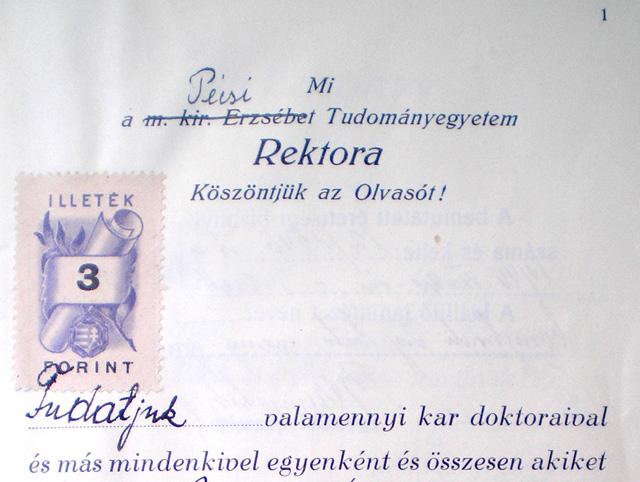 1
Pécsi Mi
a m. kir. Erzsébet Tudományegyetem
Rektora
Köszöntjük az Olvasót!
ILLETÉK
3
FORINT
Tudatjuk valamennyi kar doktoraival
és más mindenkivel egyenként és összesen akiket